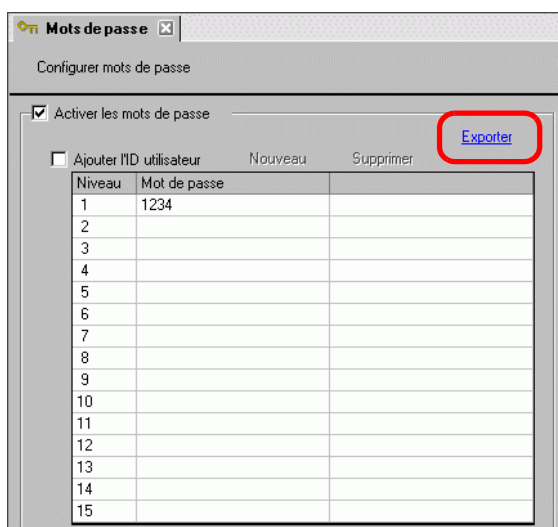 Mots de passe
Configurer mots de passe
Activer les mots de passe
Exporter
Ajouter l'ID utilisateur Nouveau Supprimer
Niveau Mot de passe
1 1234
2
3
4
5
6
7
8
9
10
11
12
13
14
15